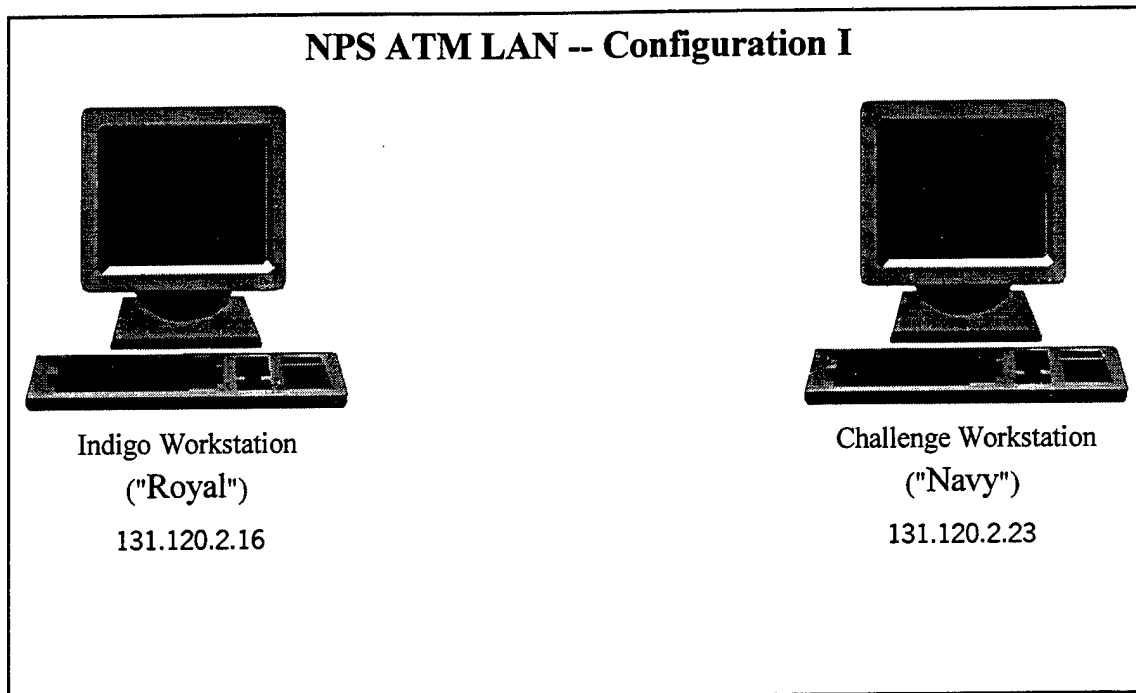 NPS ATM LAN -- Configuration I
Indigo Workstation
("Royal")
131.120.2.16
Challenge Workstation
("Navy")
131.120.2.23